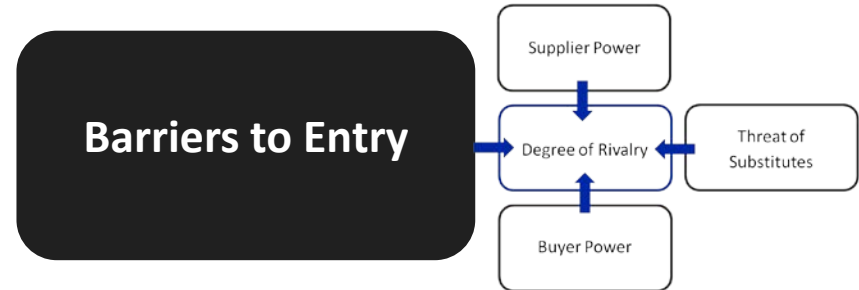 Supplier Power
Barriers to Entry
Degree of Rivalry
Threat of
Substitutes
Buyer Power